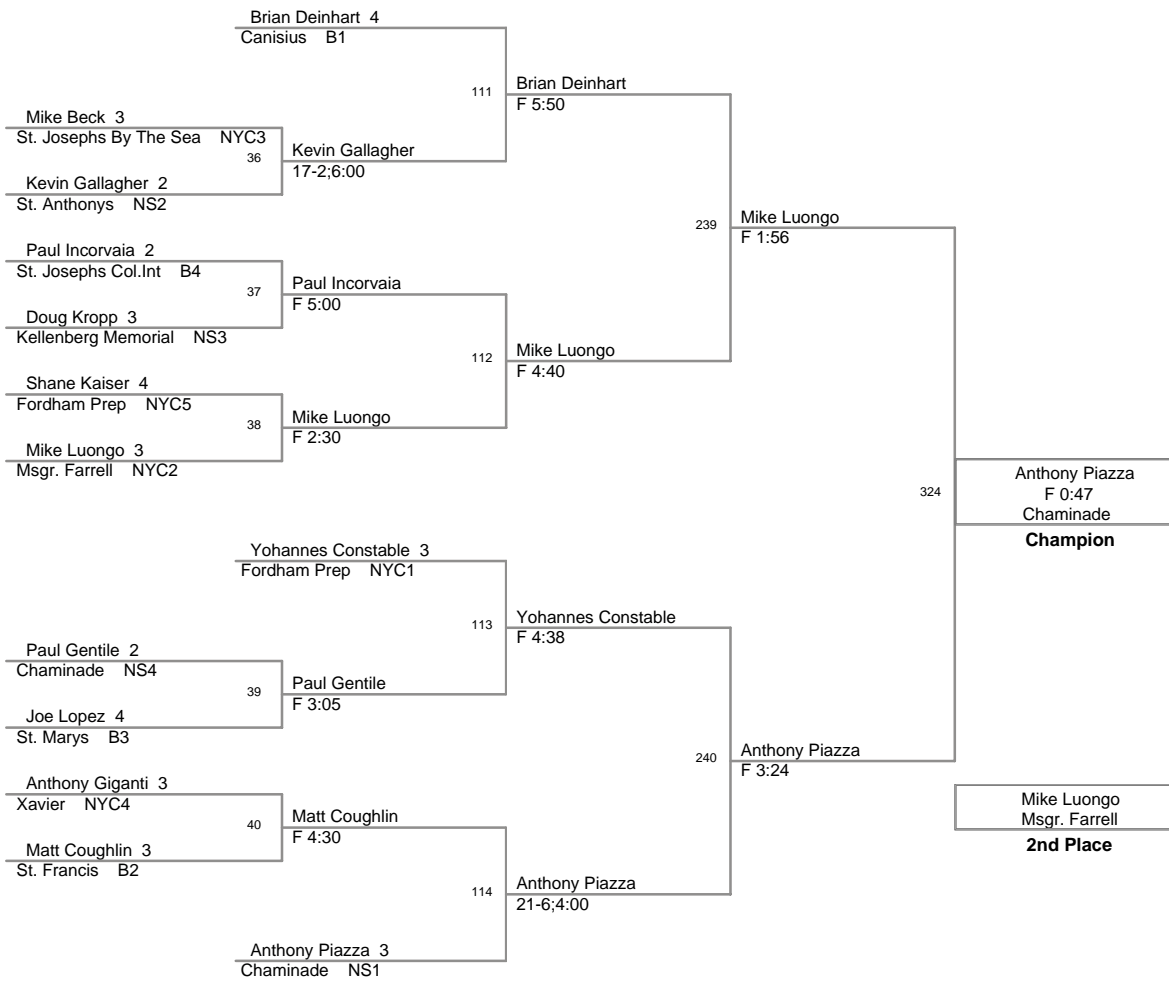 Brian Deinhart 4
Canisius B1
111
Brian Deinhart
F 5:50
Mike Beck 3
St. Josephs By The Sea NYC3
36
Kevin Gallagher
17-2;6:00
Kevin Gallagher 2
St. Anthonys NS2
239
Mike Luongo
F 1:56
Paul Incorvaia 2
St. Josephs Col.Int B4
37
Paul Incorvaia
F 5:00
Doug Kropp 3
Kellenberg Memorial NS3
112
Mike Luongo
F 4:40
Shane Kaiser 4
Fordham Prep NYC5
38
Mike Luongo
F 2:30
Mike Luongo 3
Msgr. Farrell NYC2
324
Anthony Piazza
F 0:47
Chaminade
Champion
Yohannes Constable 3
Fordham Prep NYC1
113
Yohannes Constable
F 4:38
Paul Gentile 2
Chaminade NS4
39
Paul Gentile
F 3:05
Joe Lopez 4
St. Marys B3
240
Anthony Piazza
F 3:24
Anthony Giganti 3
Xavier NYC4
40
Matt Coughlin
F 4:30
Matt Coughlin 3
St. Francis B2
114
Anthony Piazza
21-6;4:00
Anthony Piazza 3
Chaminade NS1
Mike Luongo
Msgr. Farrell
2nd Place